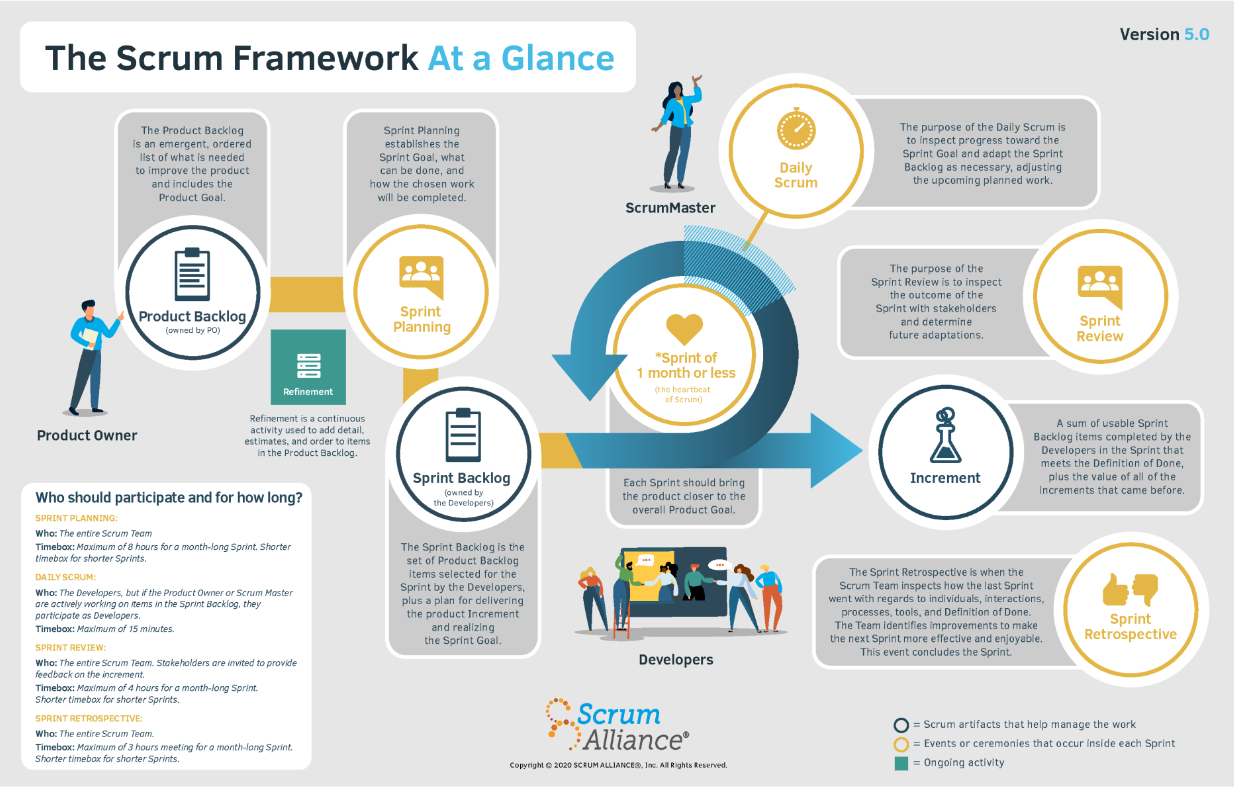 The Scrum Framework At a Glance
Version 5.0
The Product Backlog
is an emergent, ordered
list of what is needed
to improve the product
and includes the
Product Goal.
Product Backlog
(owned by PO)
Product Owner
Sprint Planning
establishes the
Sprint Goal, what
can be done, and
how the chosen work
will be completed.
Sprint
Planning
Refinement
Refinement is a continuous
activity used to add detail,
estimates, and order to items
in the Product Backlog.
Sprint Backlog
(owned by
the Developers)
The Sprint Backlog is the
set of Product Backlog
items selected for the
Sprint by the Developers,
plus a plan for delivering
the product Increment
and realizing
the Sprint Goal.
ScrumMaster
Daily
Scrum
The purpose of the Daily Scrum is
to inspect progress toward the
Sprint Goal and adapt the Sprint
Backlog as necessary, adjusting
the upcoming planned work.
*Sprint of
1 month or less
(the heartbeat
of Scrum)
Each Sprint should bring
the product closer to the
overall Product Goal.
The purpose of the
Sprint Review is to inspect
the outcome of the
Sprint with stakeholders
and determine
future adaptations.
Sprint
Review
Increment
A sum of usable Sprint
Backlog items completed by the
Developers in the Sprint that
meets the Definition of Done,
plus the value of all of the
increments that came before.
The Sprint Retrospective is when the
Scrum Team inspects how the last Sprint
went with regards to individuals, interactions,
processes, tools, and Definition of Done.
The Team identifies improvements to make
the next Sprint more effective and enjoyable.
This event concludes the Sprint.
Sprint
Retrospective
Developers
Who should participate and for how long?
SPRINT PLANNING:
Who: The entire Scrum Team
Timebox: Maximum of 8 hours for a month-long Sprint. Shorter
timebox for shorter Sprints.
DAILY SCRUM:
Who: The Developers, but if the Product Owner or Scrum Master
are actively working on items in the Sprint Backlog, they
participate as Developers.
Timebox: Maximum of 15 minutes.
SPRINT REVIEW:
Who: The entire Scrum Team. Stakeholders are invited to provide
feedback on the increment.
Timebox: Maximum of 4 hours for a month-long Sprint.
Shorter timebox for shorter Sprints.
SPRINT RETROSPECTIVE:
Who: The entire Scrum Team.
Timebox: Maximum of 3 hours meeting for a month-long Sprint.
Shorter timebox for shorter Sprints.
Scrum
Alliance®
Copyright © 2020 SCRUM ALLIANCE®, Inc. All Rights Reserved.
= Scrum artifacts that help manage the work
= Events or ceremonies that occur inside each Sprint
= Ongoing activity